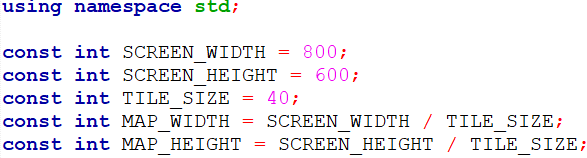 using namespace std;
const int SCREEN_WIDTH = 800;
const int SCREEN_HEIGHT = 600;
const int TILE_SIZE = 40;
const int MAP_WIDTH = SCREEN_WIDTH / TILE_SIZE;
const int MAP_HEIGHT = SCREEN_HEIGHT / TILE_SIZE;